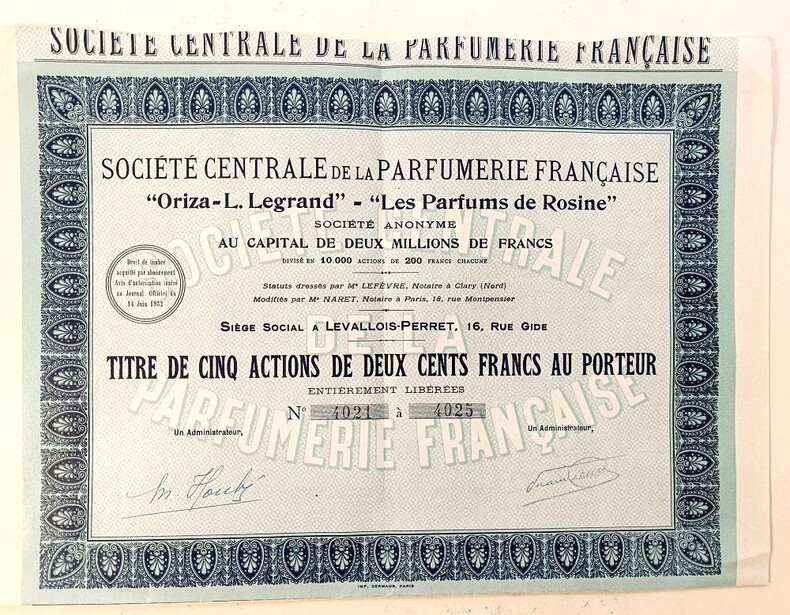 SOCIÉTÉ CENTRALE DE LA PARFUMERIE FRANÇAISE
SOCIÉTÉ CENTRALE DE LA PARFUMERIE FRANÇAISE
“Oriza-L. Legrand” - “Les Parfums de Rosine”
SOCIÉTÉ ANONYME
AU CAPITAL DE DEUX MILLIONS DE FRANCS
DIVISÉ EN 10.000 ACTIONS DE 200 FRANCS CHACUNE
Droit de timbre
acquitté par abonnement
Avis d'autorisation inséré
au Journal Officiel du
14 Juin 1932
Statuts dressés par Me LEFÈVRE, Notaire à Clary (Nord)
Modifiés par Me NARET, Notaire à Paris, 18, rue Montpensier
SIÈGE SOCIAL A LEVALLOIS-PERRET, 16, RUE GIDE
TITRE DE CINQ ACTIONS DE DEUX CENTS FRANCS AU PORTEUR
ENTIÈREMENT LIBÉRÉES
No 4021 à 4025
Un Administrateur,
Un Administrateur,
SOCIÉTÉ CENTRALE
DE LA
PARFUMERIE FRANÇAISE
IMP. DERMAUR, PARIS